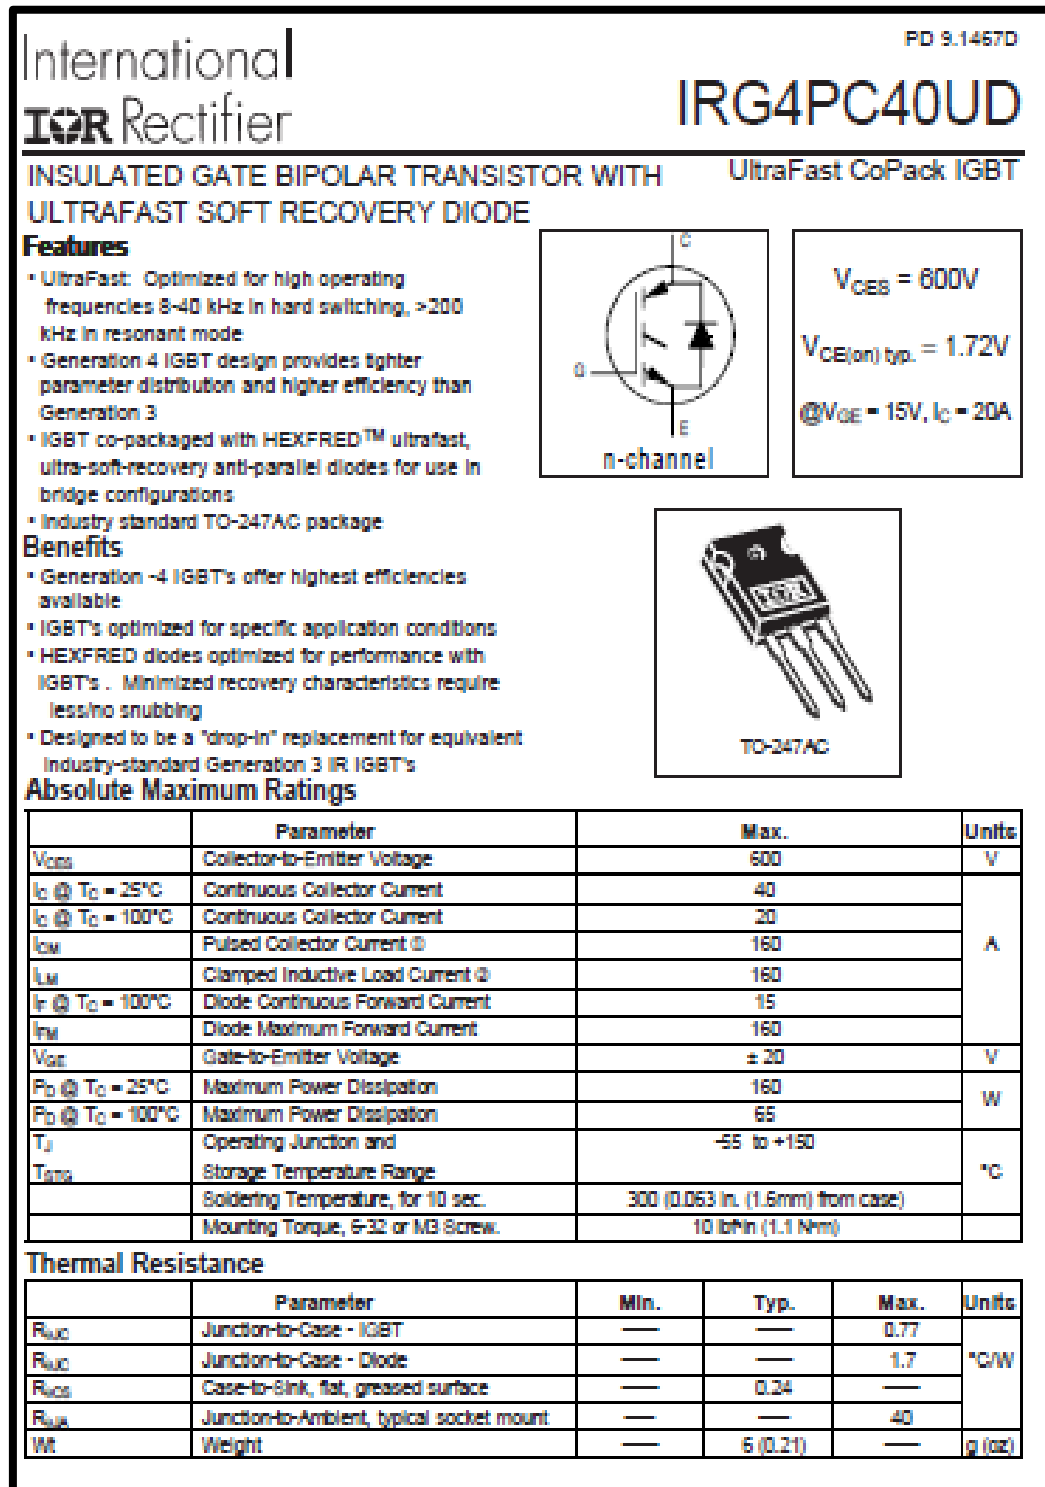 PD 9.1467D
International
IOR Rectifier
IRG4PC40UD
INSULATED GATE BIPOLAR TRANSISTOR WITH
ULTRAFAST SOFT RECOVERY DIODE
UltraFast CoPack IGBT
Features
• UltraFast: Optimized for high operating
frequencies 8-40 kHz in hard switching, >200
kHz in resonant mode
• Generation 4 IGBT design provides tighter
parameter distribution and higher efficiency than
Generation 3
• IGBT co-packaged with HEXFRED™ ultrafast,
ultra-soft-recovery anti-parallel diodes for use in
bridge configurations
• Industry standard TO-247AC package
C
G
E
n-channel
VCES = 600V
VCE(on) typ. = 1.72V
@VGE = 15V, IC = 20A
Benefits
• Generation -4 IGBT's offer highest efficiencies
available
• IGBT's optimized for specific application conditions
• HEXFRED diodes optimized for performance with
IGBT's . Minimized recovery characteristics require
less/no snubbing
• Designed to be a "drop-in" replacement for equivalent
industry-standard Generation 3 IR IGBT's
TO-247AC
Absolute Maximum Ratings
Parameter Max. Units
VCES Collector-to-Emitter Voltage 600 V
IC @ TC = 25°C Continuous Collector Current 40
IC @ TC = 100°C Continuous Collector Current 20
ICM Pulsed Collector Current ① 160 A
ILM Clamped Inductive Load Current ② 160
IF @ TC = 100°C Diode Continuous Forward Current 15
IFM Diode Maximum Forward Current 160
VGE Gate-to-Emitter Voltage ± 20 V
PD @ TC = 25°C Maximum Power Dissipation 160 W
PD @ TC = 100°C Maximum Power Dissipation 65
TJ Operating Junction and -55 to +150
TSTG Storage Temperature Range °C
Soldering Temperature, for 10 sec. 300 (0.063 in. (1.6mm) from case)
Mounting Torque, 6-32 or M3 Screw. 10 lbf•in (1.1 N•m)
Thermal Resistance
Parameter Min. Typ. Max. Units
RθJC Junction-to-Case - IGBT —— —— 0.77
RθJC Junction-to-Case - Diode —— —— 1.7 °C/W
RθCS Case-to-Sink, flat, greased surface —— 0.24 ——
RθJA Junction-to-Ambient, typical socket mount —— —— 40
Wt Weight —— 6 (0.21) —— g (oz)